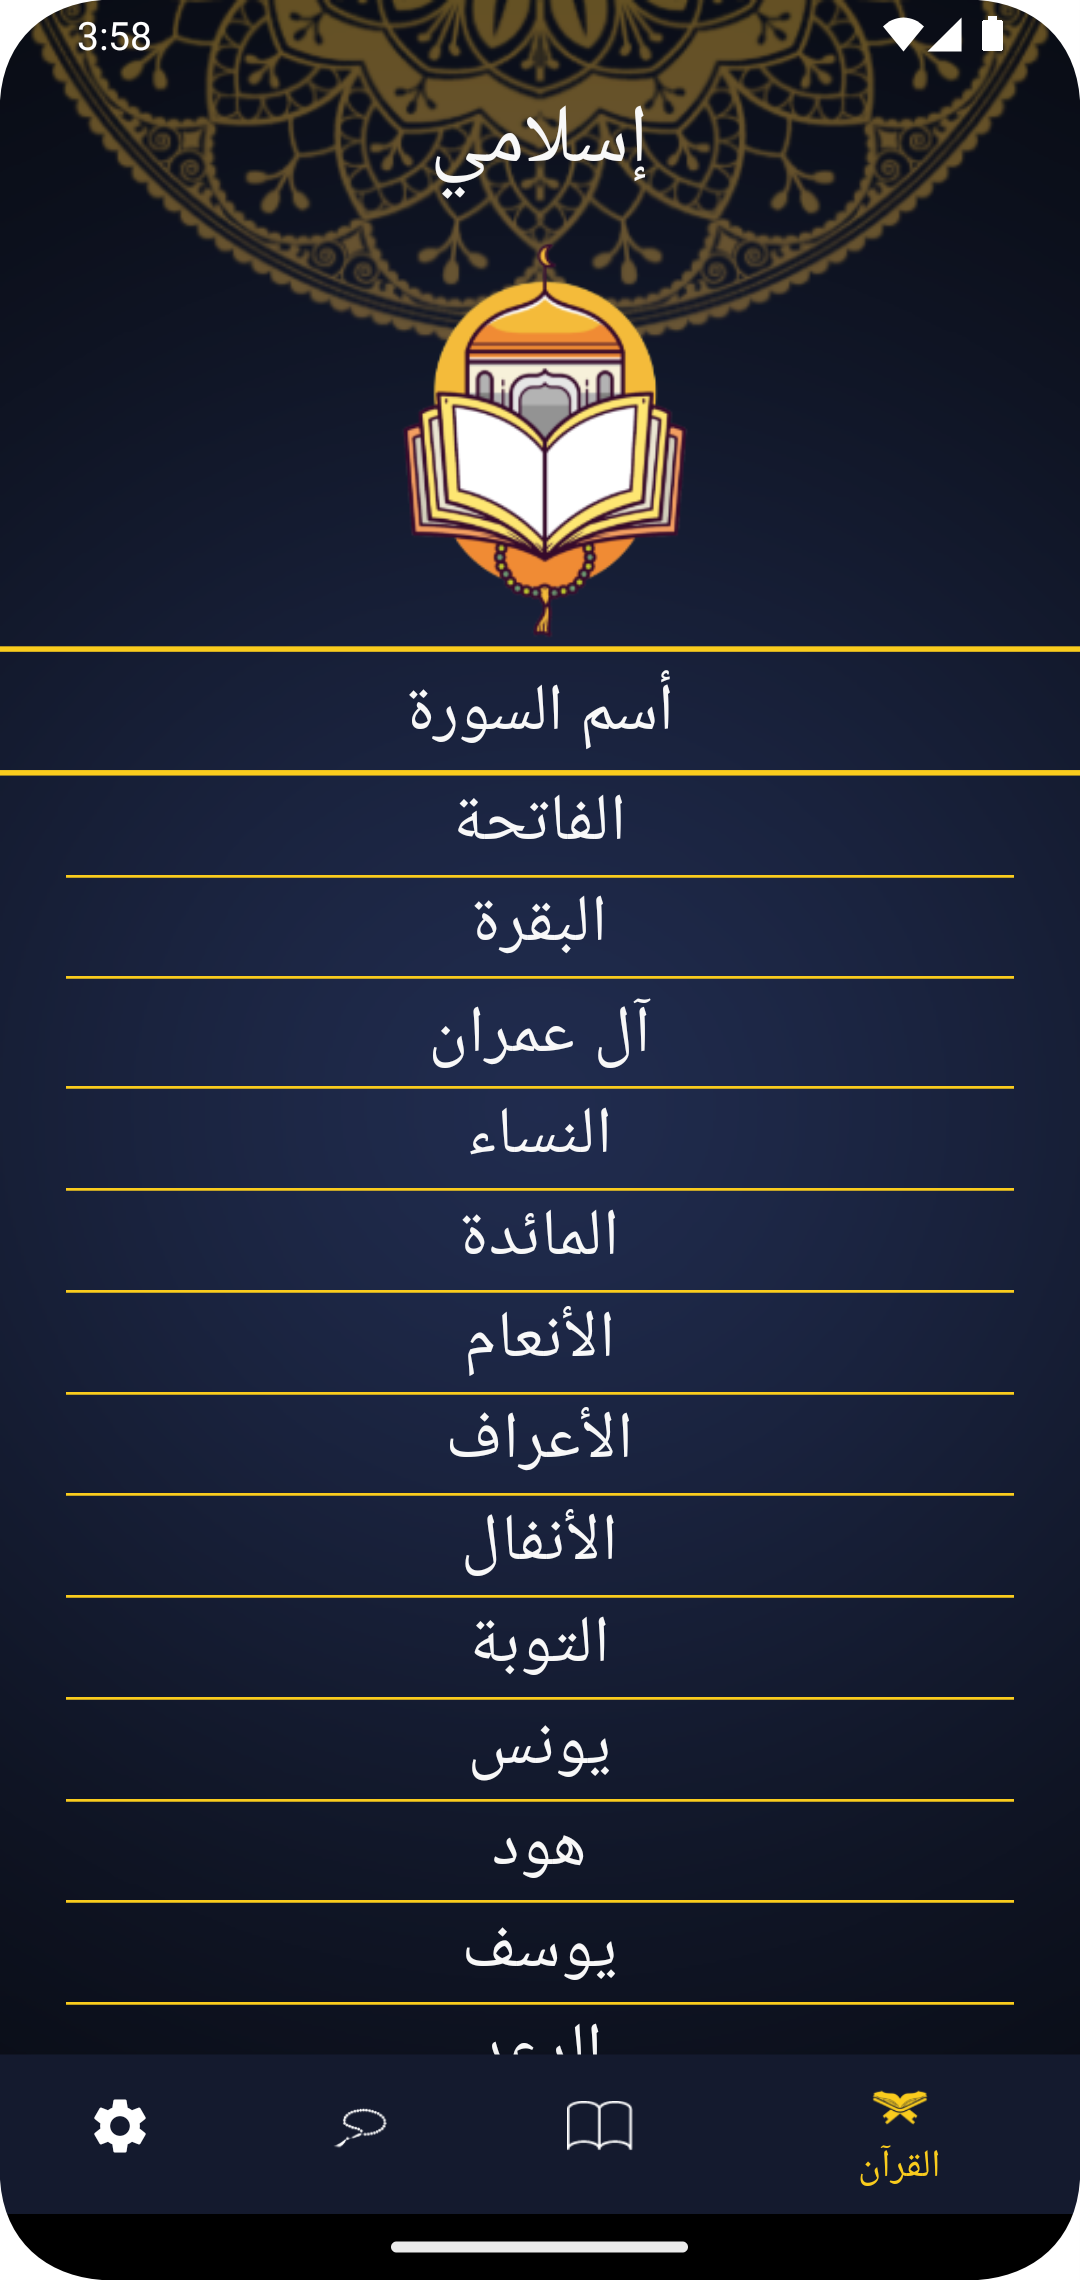 3:58
إسلامي
أسم السورة
الفاتحة
البقرة
آل عمران
النساء
المائدة
الأنعام
الأعراف
الأنفال
التوبة
يونس
هود
يوسف
الرعد
القرآن